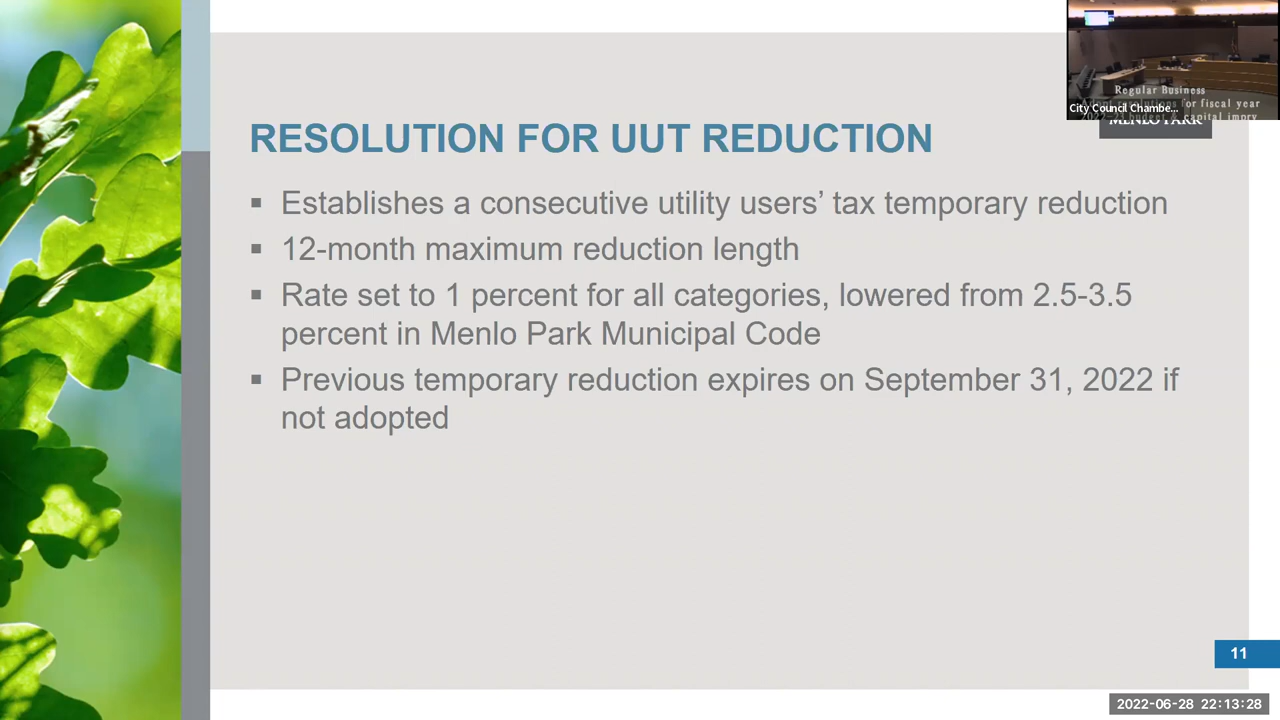 Regular Business
City Council Chambe...
for fiscal year
MENLO PARK
RESOLUTION FOR UUT REDUCTION
▪ Establishes a consecutive utility users’ tax temporary reduction
▪ 12-month maximum reduction length
▪ Rate set to 1 percent for all categories, lowered from 2.5-3.5
percent in Menlo Park Municipal Code
▪ Previous temporary reduction expires on September 31, 2022 if
not adopted
11
2022-06-28 22:13:28